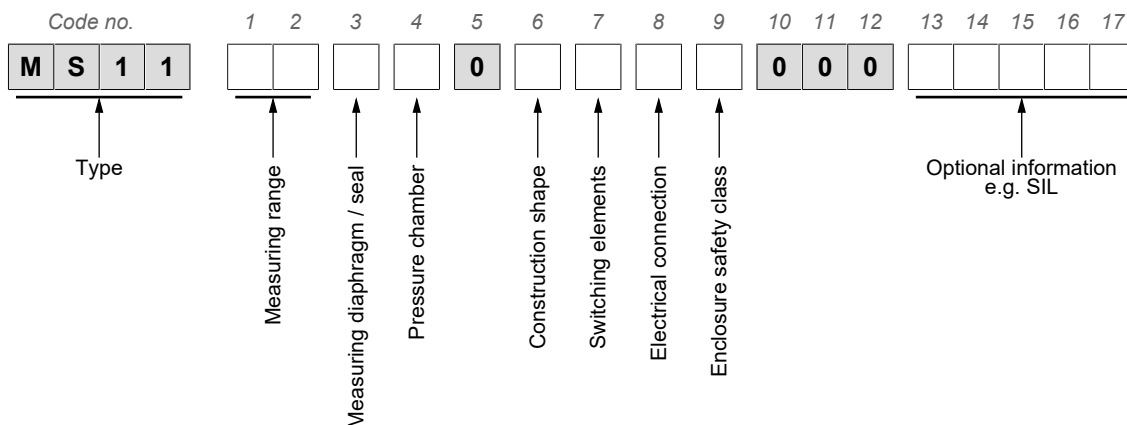 Code no. 1 2 3 4 5 6 7 8 9 10 11 12 13 14 15 16 17
M S 1 1 0 0 0 0
Type
Measuring range
Measuring diaphragm / seal
Pressure chamber
Construction shape
Switching elements
Electrical connection
Enclosure safety class
Optional information
e.g. SIL